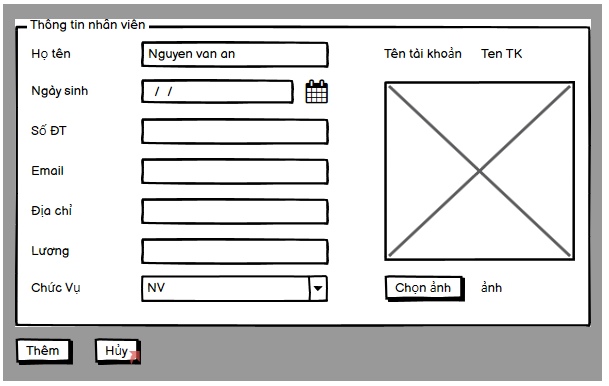 Thông tin nhân viên
Họ tên Nguyen van an Tên tài khoản Ten TK
Ngày sinh / /
Số ĐT
Email
Địa chỉ
Lương
Chức Vụ NV Chọn ảnh ảnh
Thêm Hủy